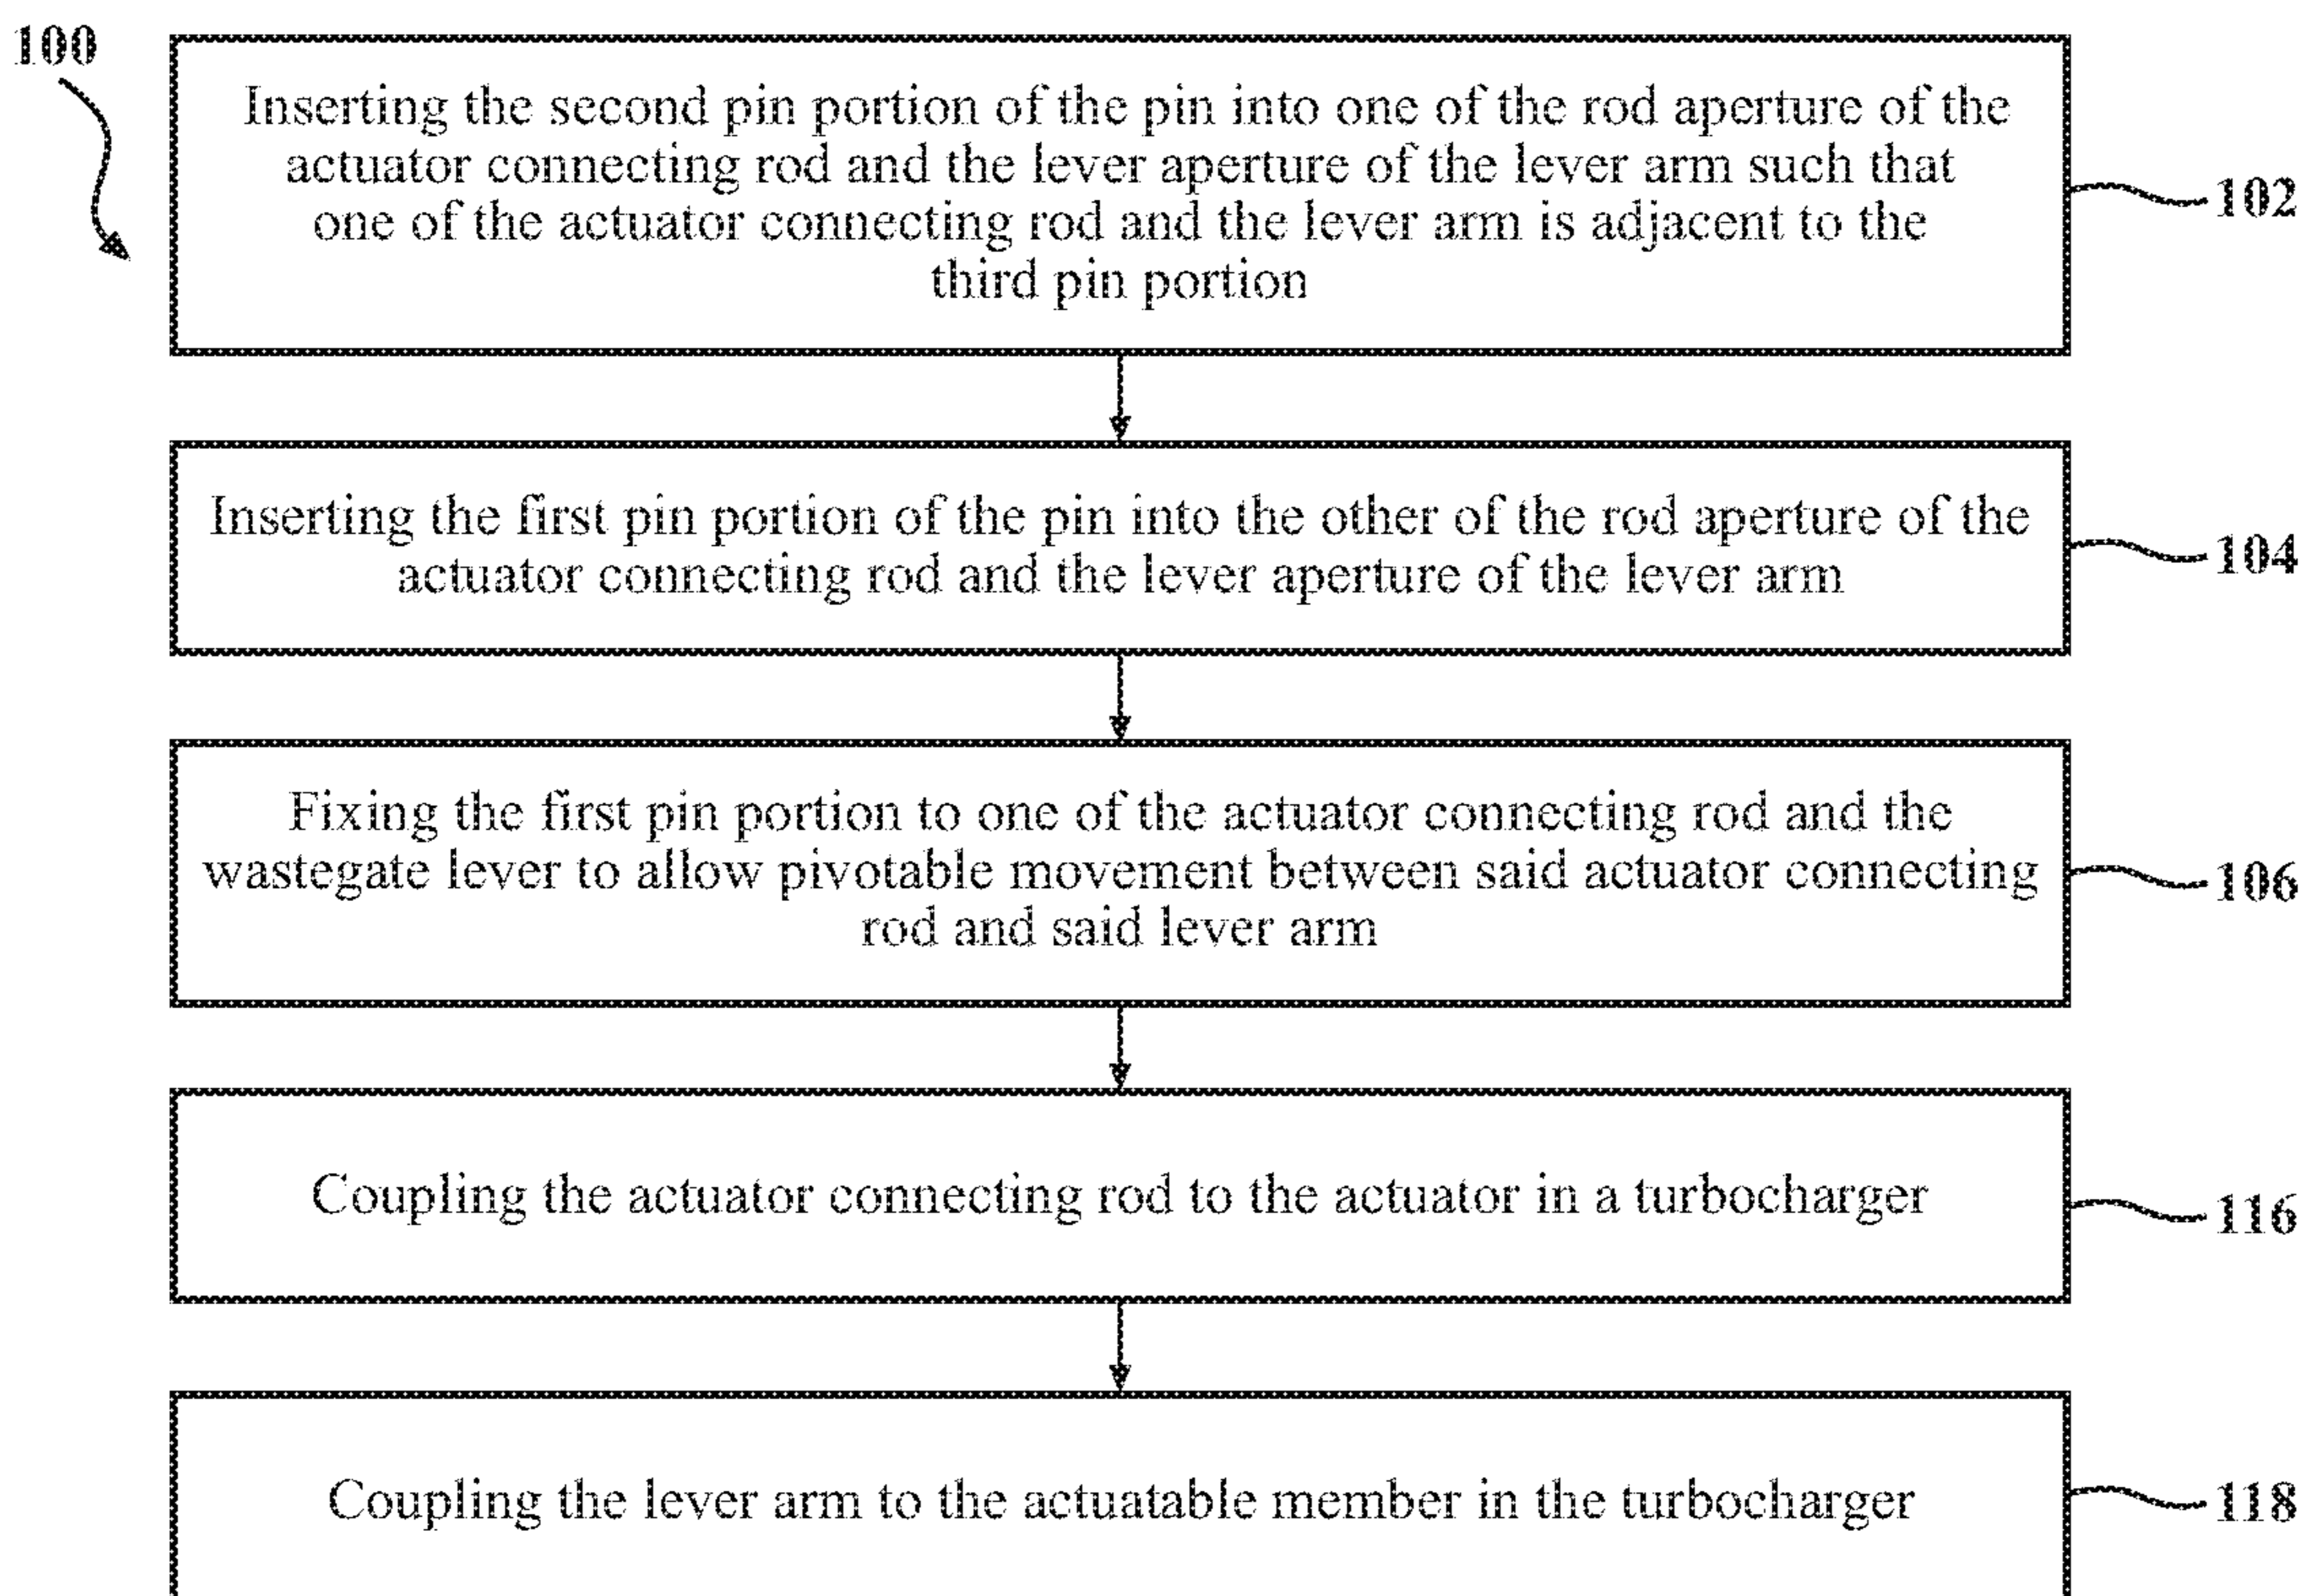 100
Inserting the second pin portion of the pin into one of the rod aperture of the
actuator connecting rod and the lever aperture of the lever arm such that
one of the actuator connecting rod and the lever arm is adjacent to the
third pin portion
102
Inserting the first pin portion of the pin into the other of the rod aperture of the
actuator connecting rod and the lever aperture of the lever arm
104
Fixing the first pin portion to one of the actuator connecting rod and the
wastegate lever to allow pivotable movement between said actuator connecting
rod and said lever arm
106
Coupling the actuator connecting rod to the actuator in a turbocharger
116
Coupling the lever arm to the actuatable member in the turbocharger
118